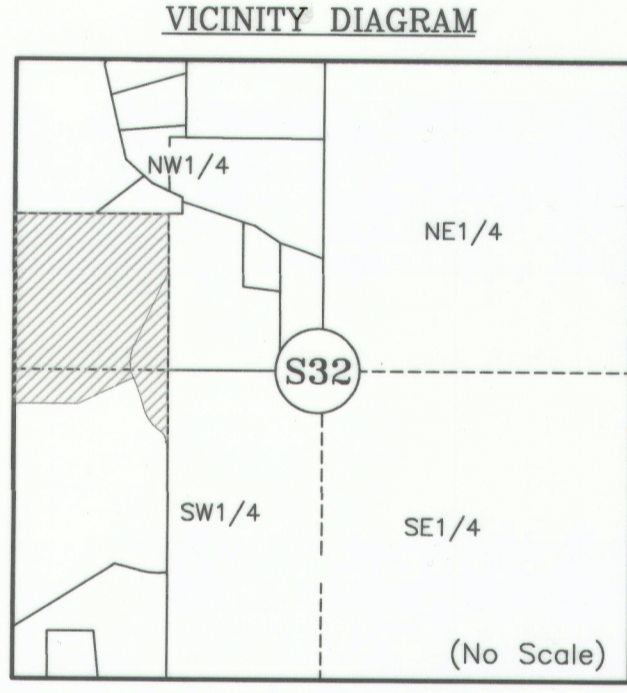 VICINITY DIAGRAM
NW1/4
NE1/4
S32
SW1/4
SE1/4
(No Scale)